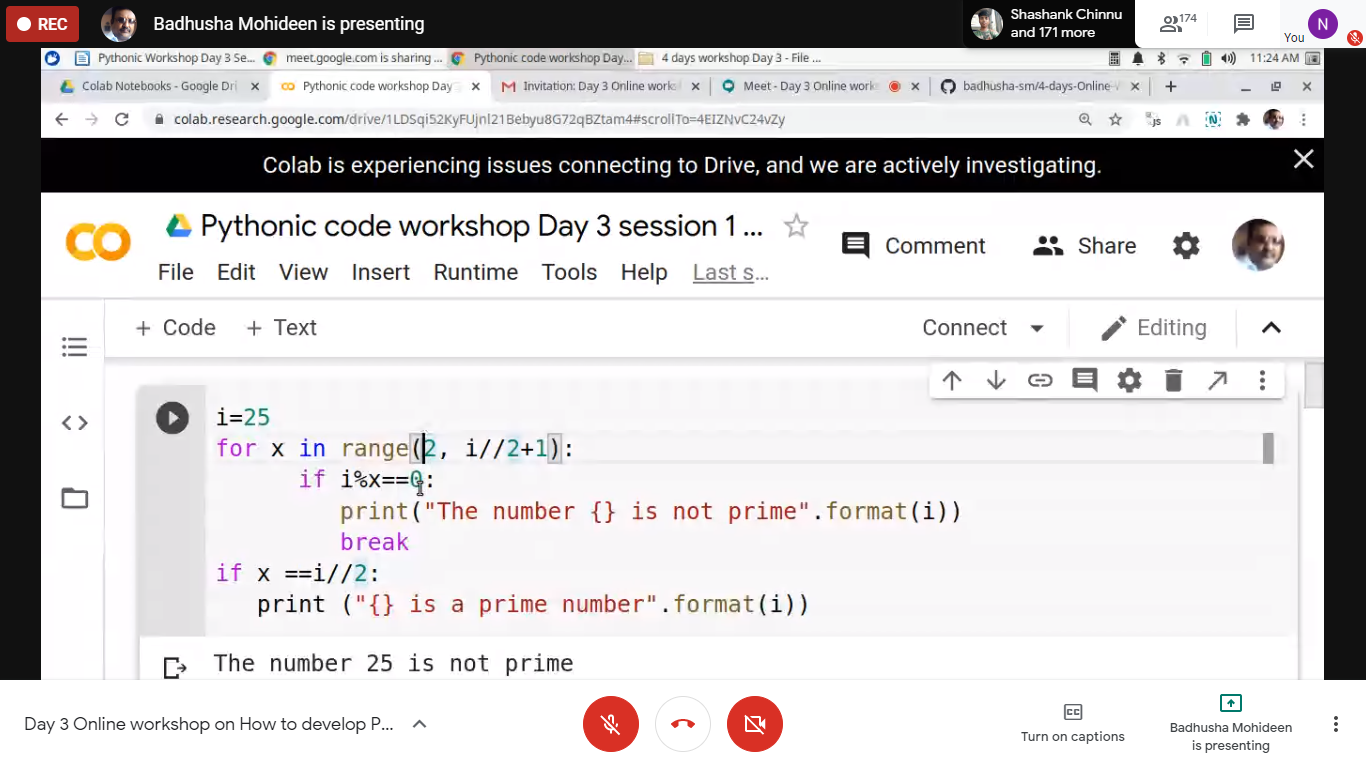 REC
Badhusha Mohideen is presenting
Shashank Chinnu
and 171 more
174
You
N
Pythonic Workshop Day 3 Se...
meet.google.com is sharing ...
Pythonic code workshop Day...
4 days workshop Day 3 - File ...
11:24 AM
Colab Notebooks - Google Dri
Pythonic code workshop Day
Invitation: Day 3 Online works
Meet - Day 3 Online work
badhusha-sm/4-days-Online-
colab.research.google.com/drive/1LDSqi52KyFUjnl21Bebyu8G72qBZtam4#scrollTo=4EIZNvC24vZy
Colab is experiencing issues connecting to Drive, and we are actively investigating.
CO
Pythonic code workshop Day 3 session 1 ...
Comment
Share
File Edit View Insert Runtime Tools Help Last s...
+ Code + Text
Connect
Editing
i=25
for x in range(2, i//2+1):
if i%x==0:
print("The number {} is not prime".format(i))
break
if x ==i//2:
print ("{} is a prime number".format(i))
The number 25 is not prime
Day 3 Online workshop on How to develop P...
Turn on captions
Badhusha Mohideen
is presenting